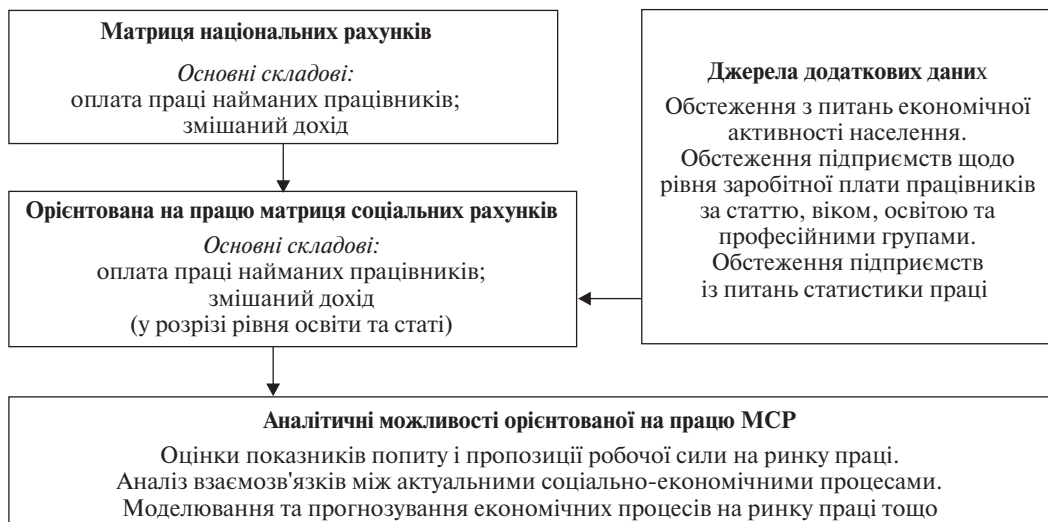 Матриця національних рахунків
Основні складові:
оплата праці найманих працівників;
змішаний дохід
Джерела додаткових даних
Обстеження з питань економічної
активності населення.
Обстеження підприємств щодо
рівня заробітної плати працівників
за статтю, віком, освітою та
професійними групами.
Обстеження підприємств
із питань статистики праці
Орієнтована на працю матриця соціальних рахунків
Основні складові:
оплата праці найманих працівників;
змішаний дохід
(у розрізі рівня освіти та статі)
Аналітичні можливості орієнтованої на працю МСР
Оцінки показників попиту і пропозиції робочої сили на ринку праці.
Аналіз взаємозв'язків між актуальними соціально-економічними процесами.
Моделювання та прогнозування економічних процесів на ринку праці тощо